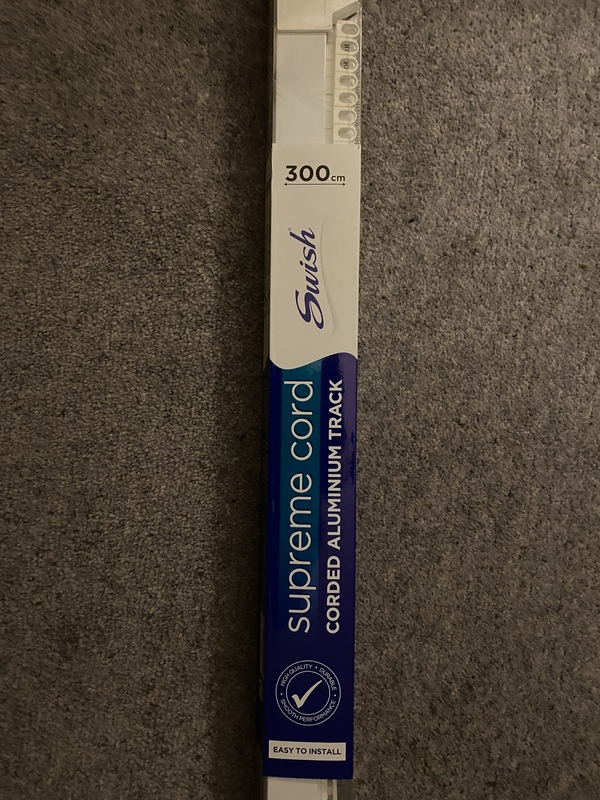 300cm
Swish
supreme cord
CORDED ALUMINIUM TRACK
HIGH QUALITY • DURABLE
SMOOTH PERFORMANCE
EASY TO INSTALL